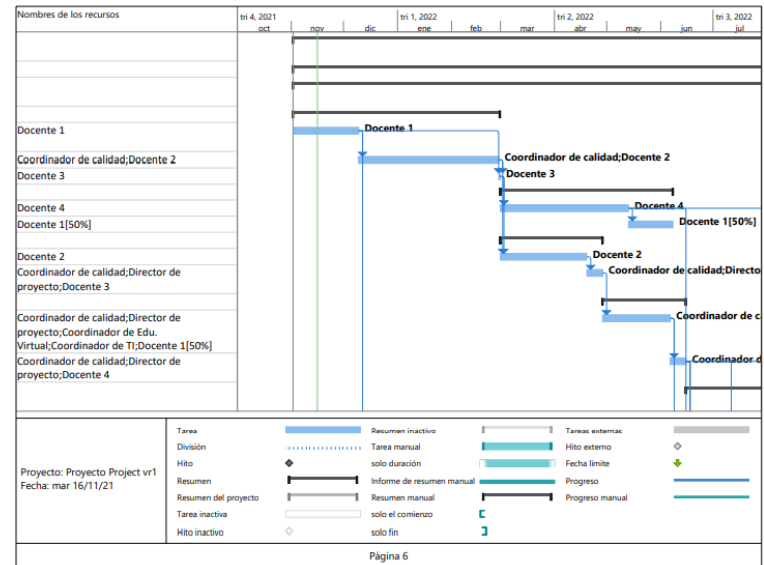 Nombres de los recursos
tri 4, 2021
tri 1, 2022
tri 2, 2022
tri 3, 2022
oct
nov
dic
ene
feb
mar
abr
may
jun
jul
Docente 1
Docente 1
Coordinador de calidad;Docente 2
Coordinador de calidad;Docente 2
Docente 3
Docente 3
Docente 4
Docente 4
Docente 1[50%]
Docente 1[50%]
Docente 2
Docente 2
Coordinador de calidad;Director de
proyecto;Docente 3
Coordinador de calidad;Directo
Coordinador de calidad;Director de
proyecto;Coordinador de Edu.
Virtual;Coordinador de TI;Docente 1[50%]
Coordinador de c
Coordinador de calidad;Director de
proyecto;Docente 4
Coordinador d
Proyecto: Proyecto Project vr1
Fecha: mar 16/11/21
Tarea
División
Hito
Resumen
Resumen del proyecto
Tarea inactiva
Hito inactivo
Resumen inactivo
Tarea manual
solo duración
Informe de resumen manual
Resumen manual
solo el comienzo
solo fin
Tareas externas
Hito externo
Fecha límite
Progreso
Progreso manual
Página 6